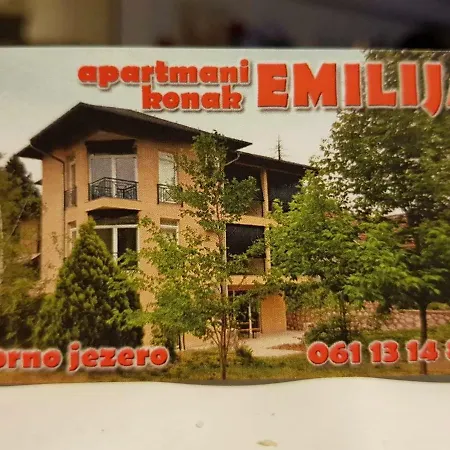 apartmani
konak EMILIJA
orno jezero 061 13 14